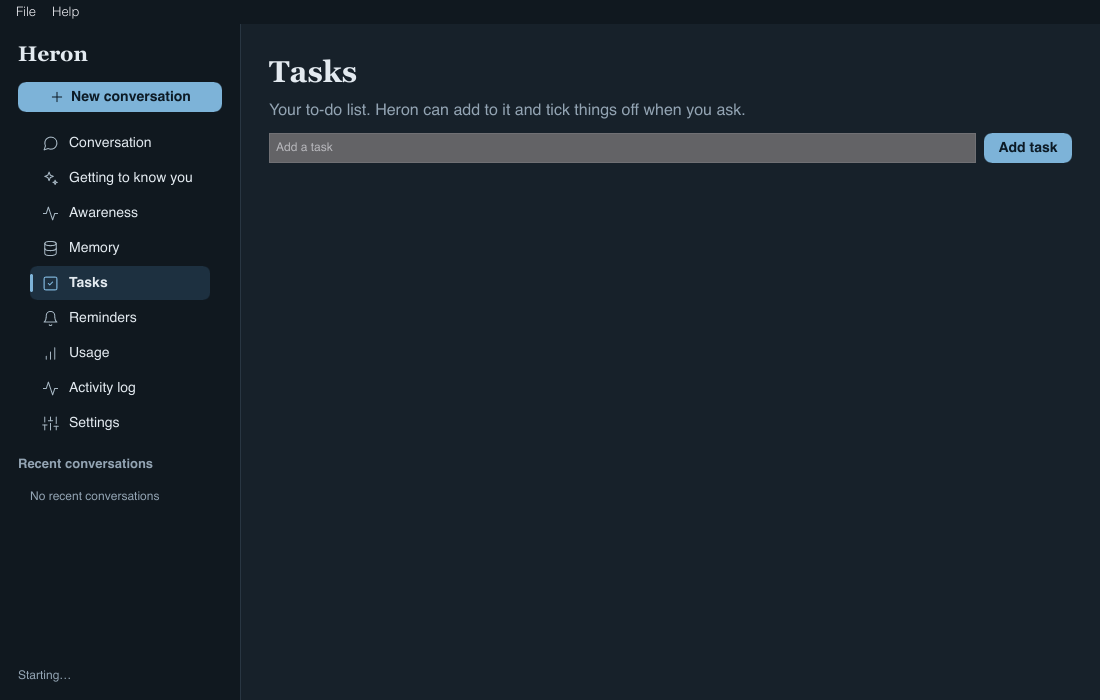 File Help
Heron
New conversation
Conversation
Getting to know you
Awareness
Memory
Tasks
Reminders
Usage
Activity log
Settings
Recent conversations
No recent conversations
Starting…
Tasks
Your to-do list. Heron can add to it and tick things off when you ask.
Add a task
Add task